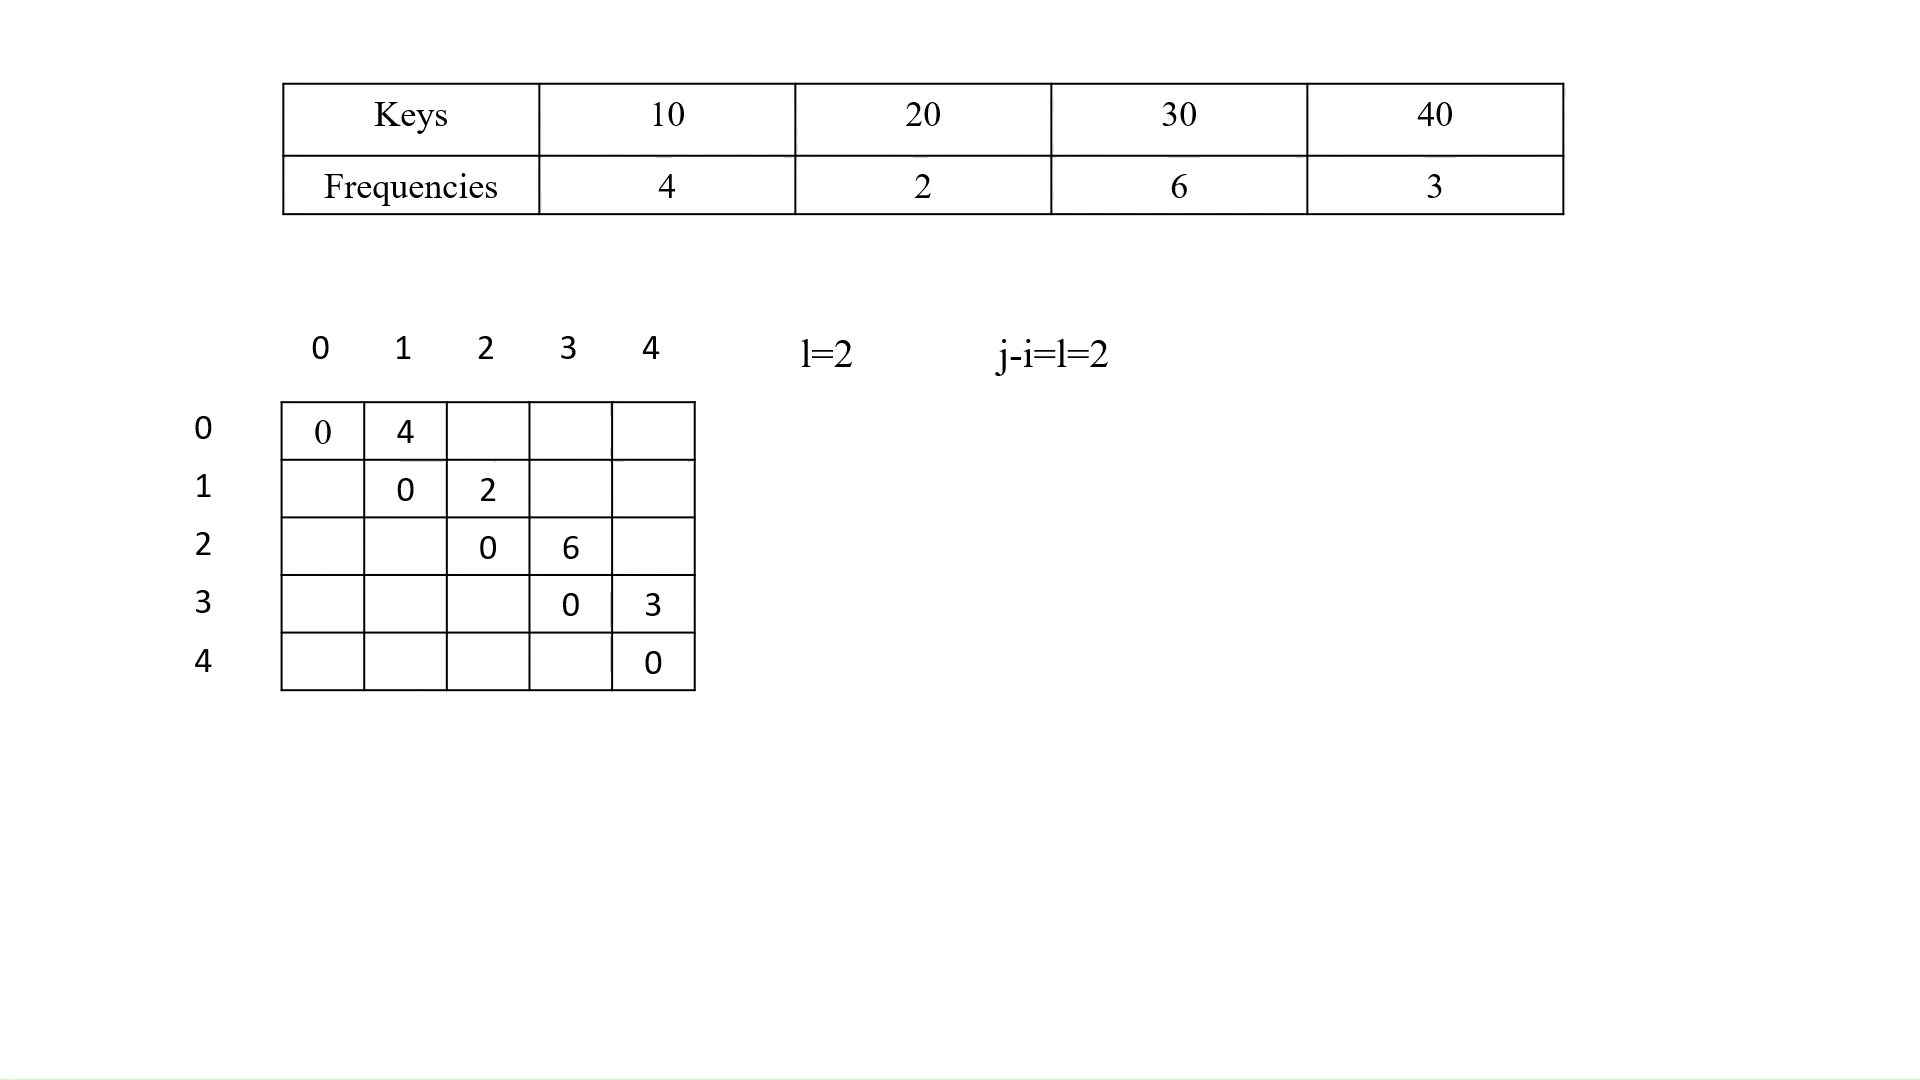 Keys 10 20 30 40
Frequencies 4 2 6 3
0 1 2 3 4 l=2 j-i=l=2
0 0 4
1 0 2
2 0 6
3 0 3
4 0